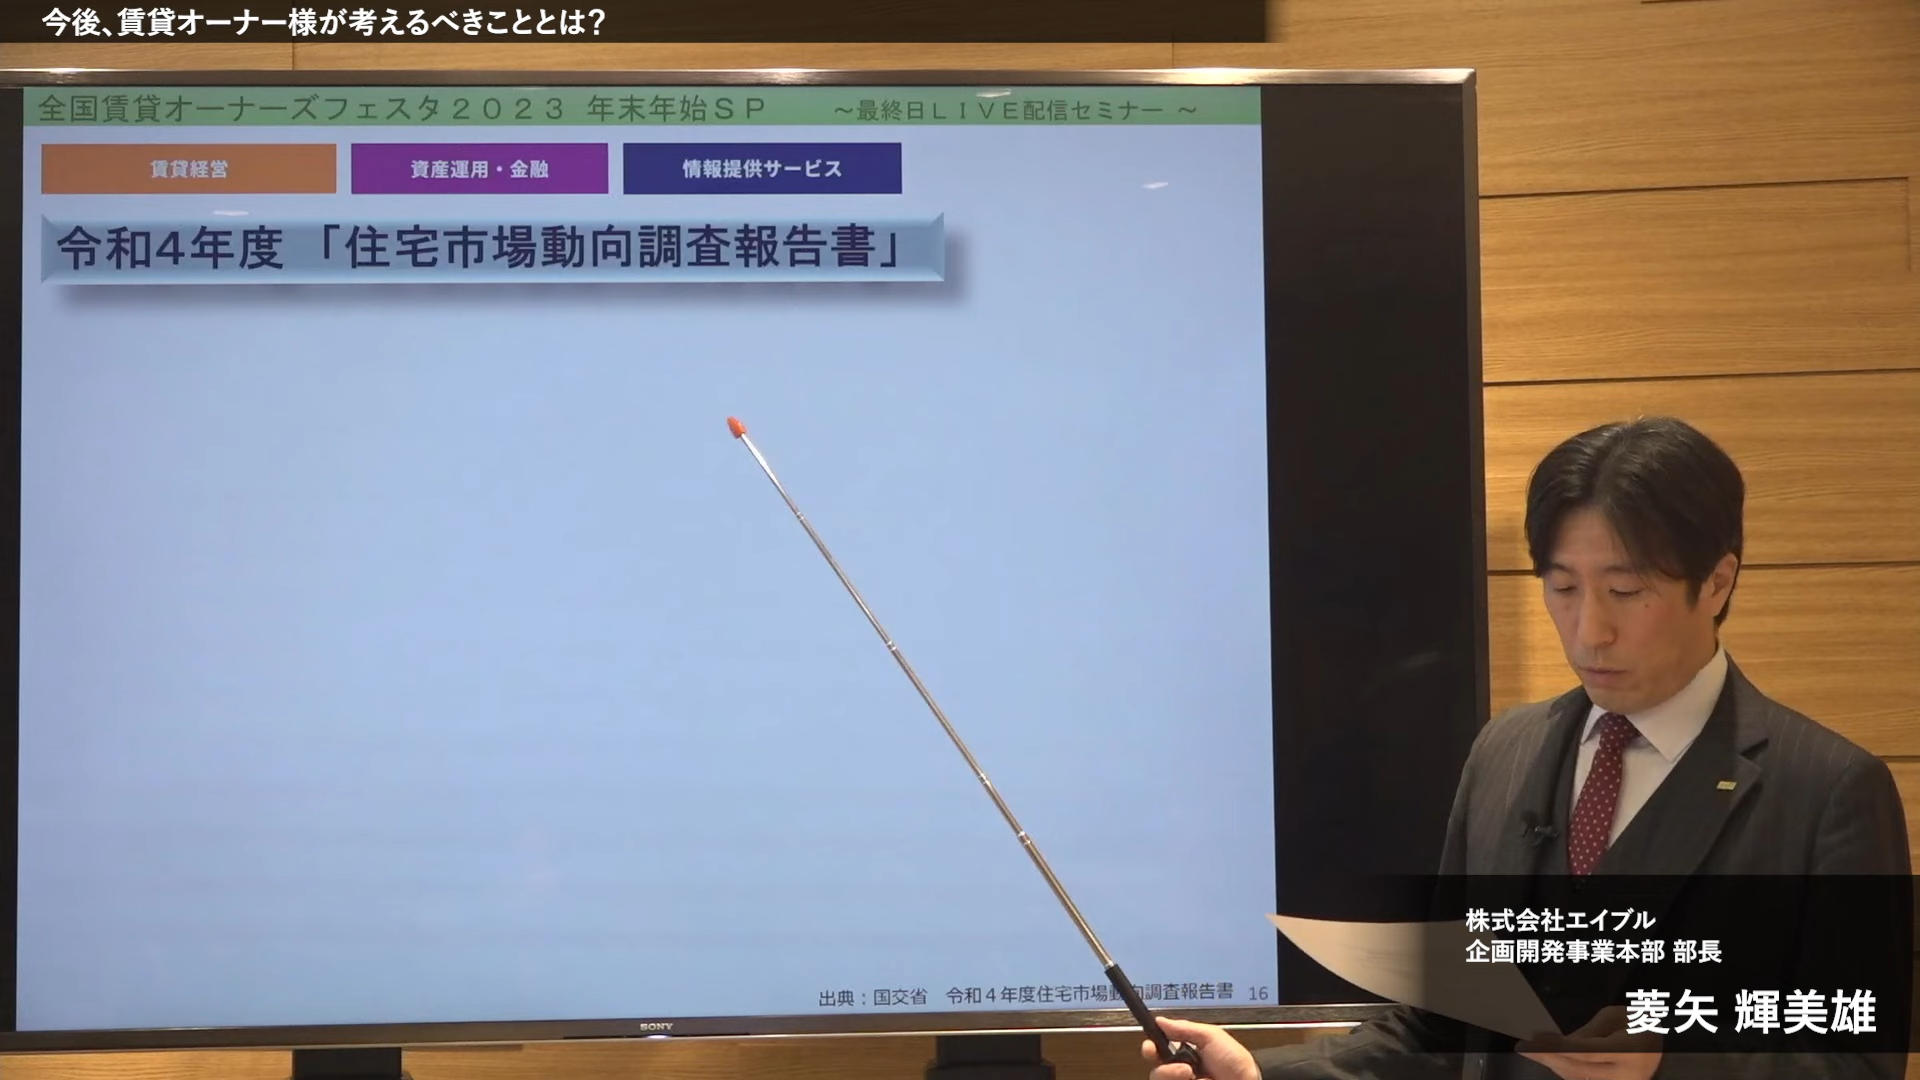 今後、賃貸オーナー様が考えるべきこととは?
全国賃貸オーナーズフェスタ2023 年末年始SP ～最終日LIVE配信セミナー～
賃貸経営 資産運用・金融 情報提供サービス
令和4年度「住宅市場動向調査報告書」
出典：国交省 令和4年度住宅市場動向調査報告書 16
SONY
株式会社エイブル
企画開発事業本部 部長
菱矢 輝美雄